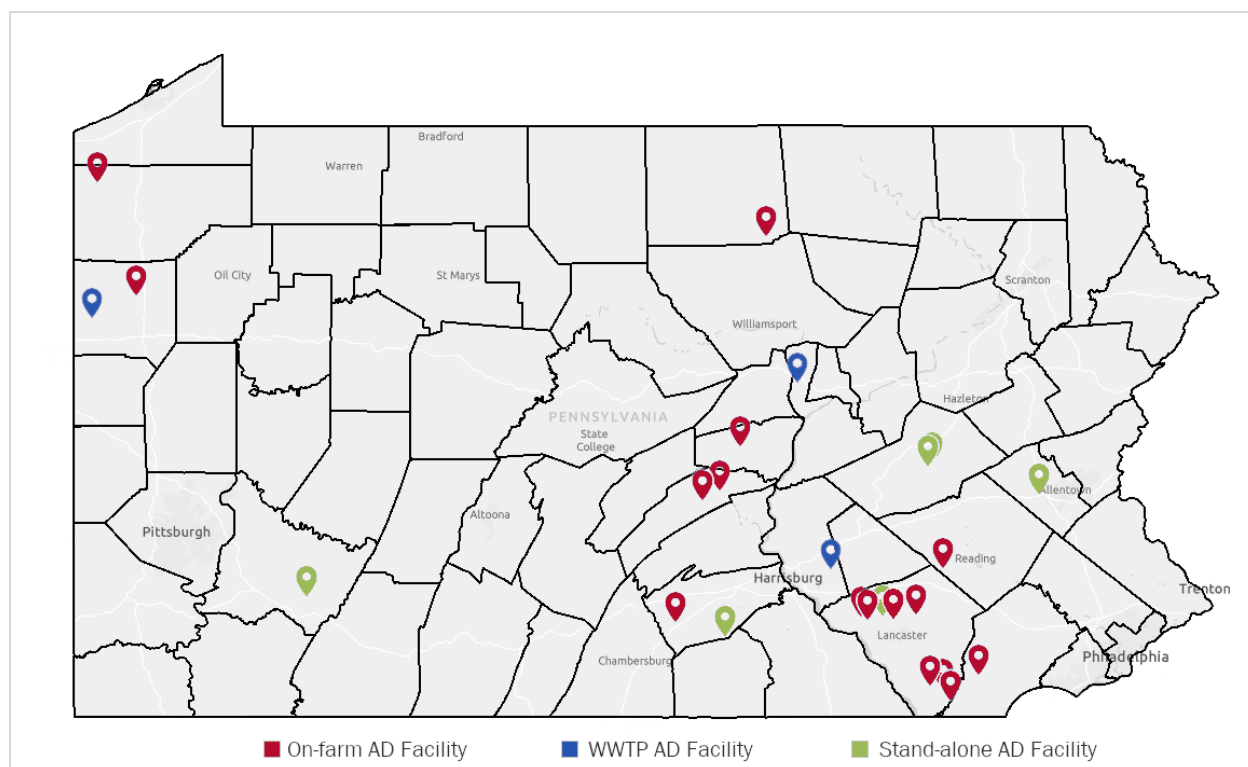 Bradford
Warren
Oil City
St Marys
Scranton
Williamsport
Hazleton
PENNSYLVANIA
State
College
Allentown
Altoona
Pittsburgh
Reading
Harrisburg
Trenton
Lancaster
Chambersburg
Philadelphia
On-farm AD Facility
WWTP AD Facility
Stand-alone AD Facility